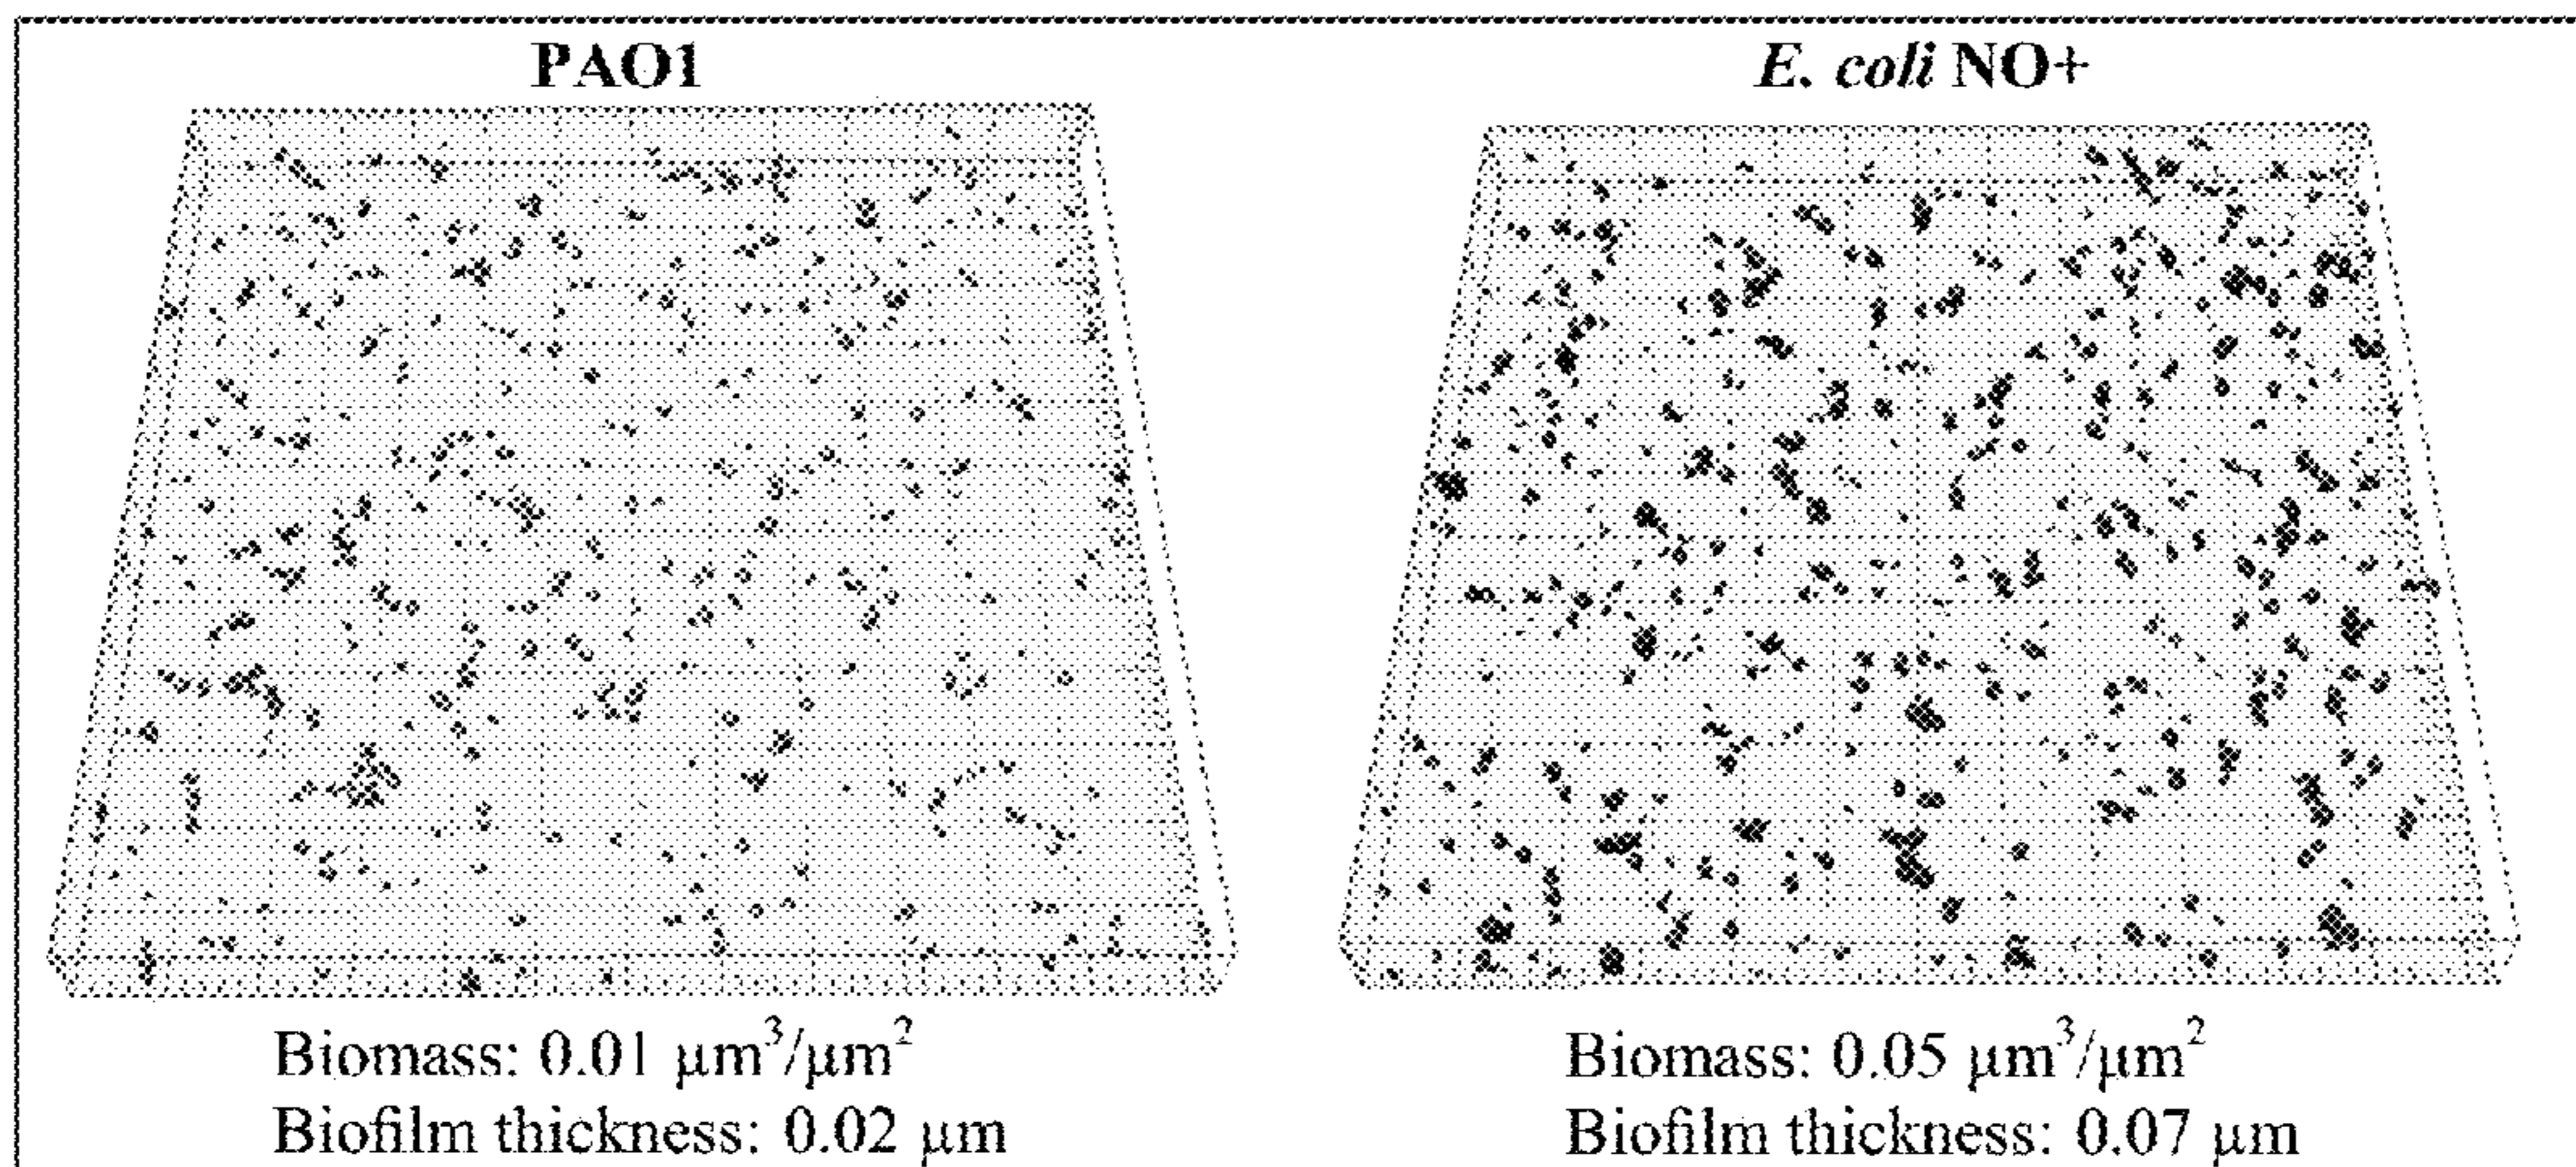 PAO1
E. coli NO+
Biomass: 0.01 μm³/μm²
Biofilm thickness: 0.02 μm
Biomass: 0.05 μm³/μm²
Biofilm thickness: 0.07 μm